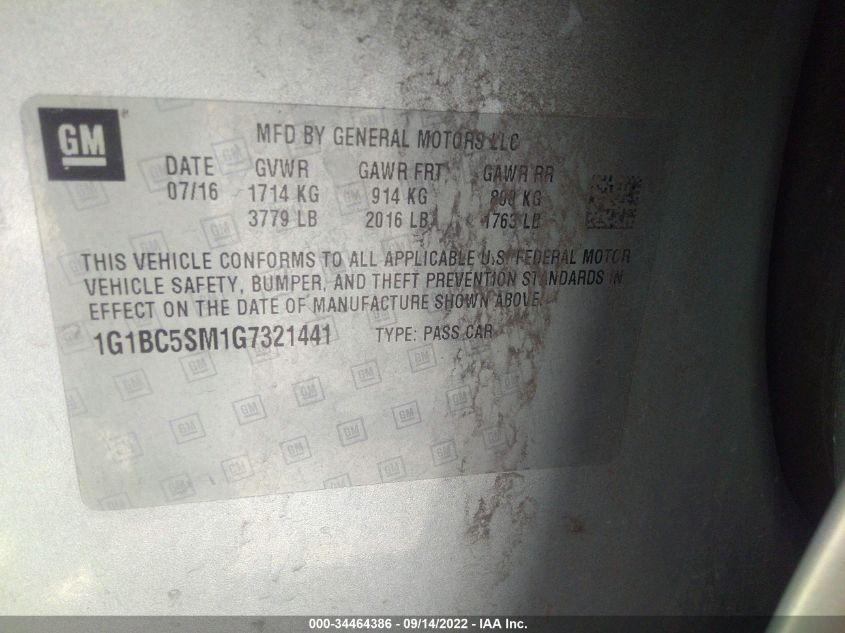 GM
MFD BY GENERAL MOTORS LLC
DATE GVWR GAWR FRT GAWR RR
07/16 1714 KG 914 KG KG
3779 LB 2016 LB 1763 LB
THIS VEHICLE CONFORMS TO ALL APPLICABLE U.S. FEDERAL MOTOR
VEHICLE SAFETY, BUMPER, AND THEFT PREVENTION STANDARDS IN
EFFECT ON THE DATE OF MANUFACTURE SHOWN ABOVE.
1G1BC5SM1G7321441 TYPE: PASS CAR
000-34464386 - 09/14/2022 - IAA Inc.